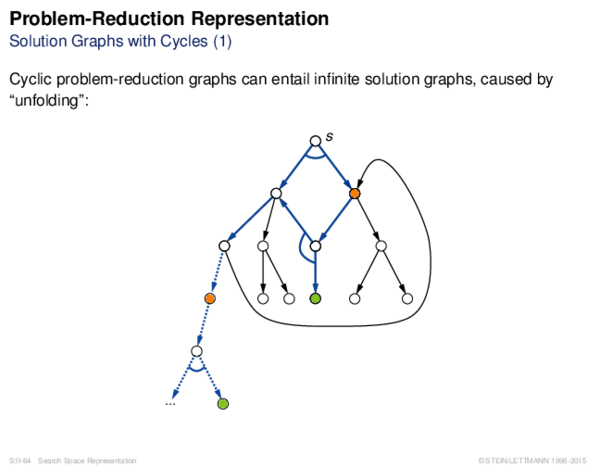 Problem-Reduction Representation
Solution Graphs with Cycles (1)
Cyclic problem-reduction graphs can entail infinite solution graphs, caused by
“unfolding”:
s
...
S:II-64 Search Space Representation
©STEIN/LETTMANN 1998-2015